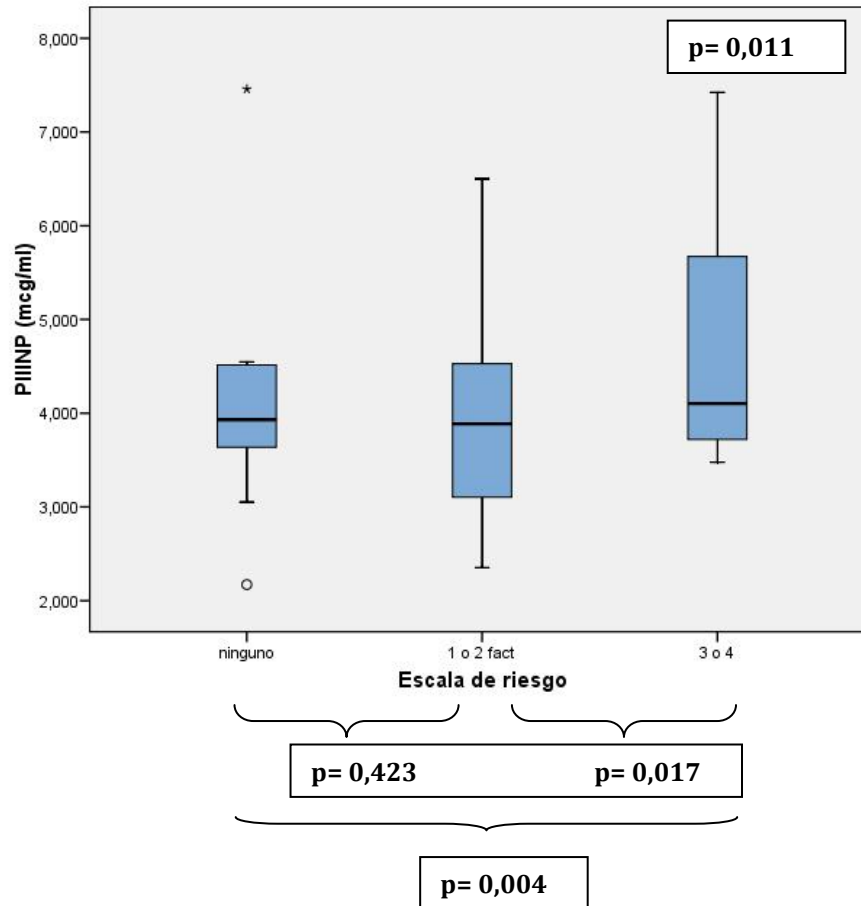 p= 0,011
8,000
7,000
6,000
5,000
4,000
3,000
2,000
PIIINP (mcg/ml)
*
ninguno
1 o 2 fact
3 o 4
Escala de riesgo
p= 0,423 p= 0,017
p= 0,004